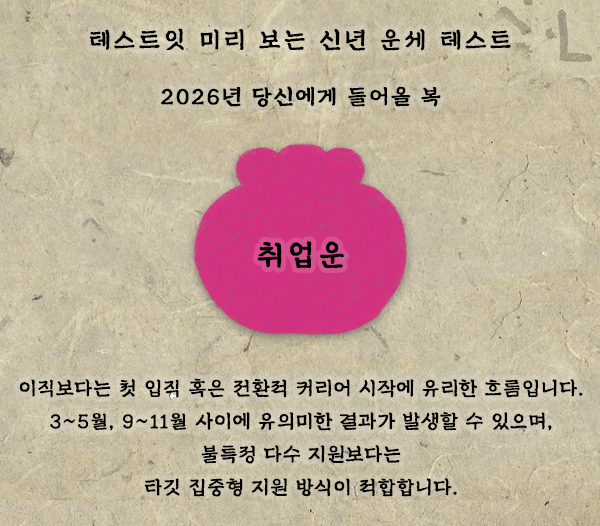 테스트잇 미리 보는 신년 운세 테스트
2026년 당신에게 들어올 복
취업운
이직보다는 첫 입직 혹은 전환적 커리어 시작에 유리한 흐름입니다.
3~5월, 9~11월 사이에 유의미한 결과가 발생할 수 있으며,
불특정 다수 지원보다는
타깃 집중형 지원 방식이 적합합니다.